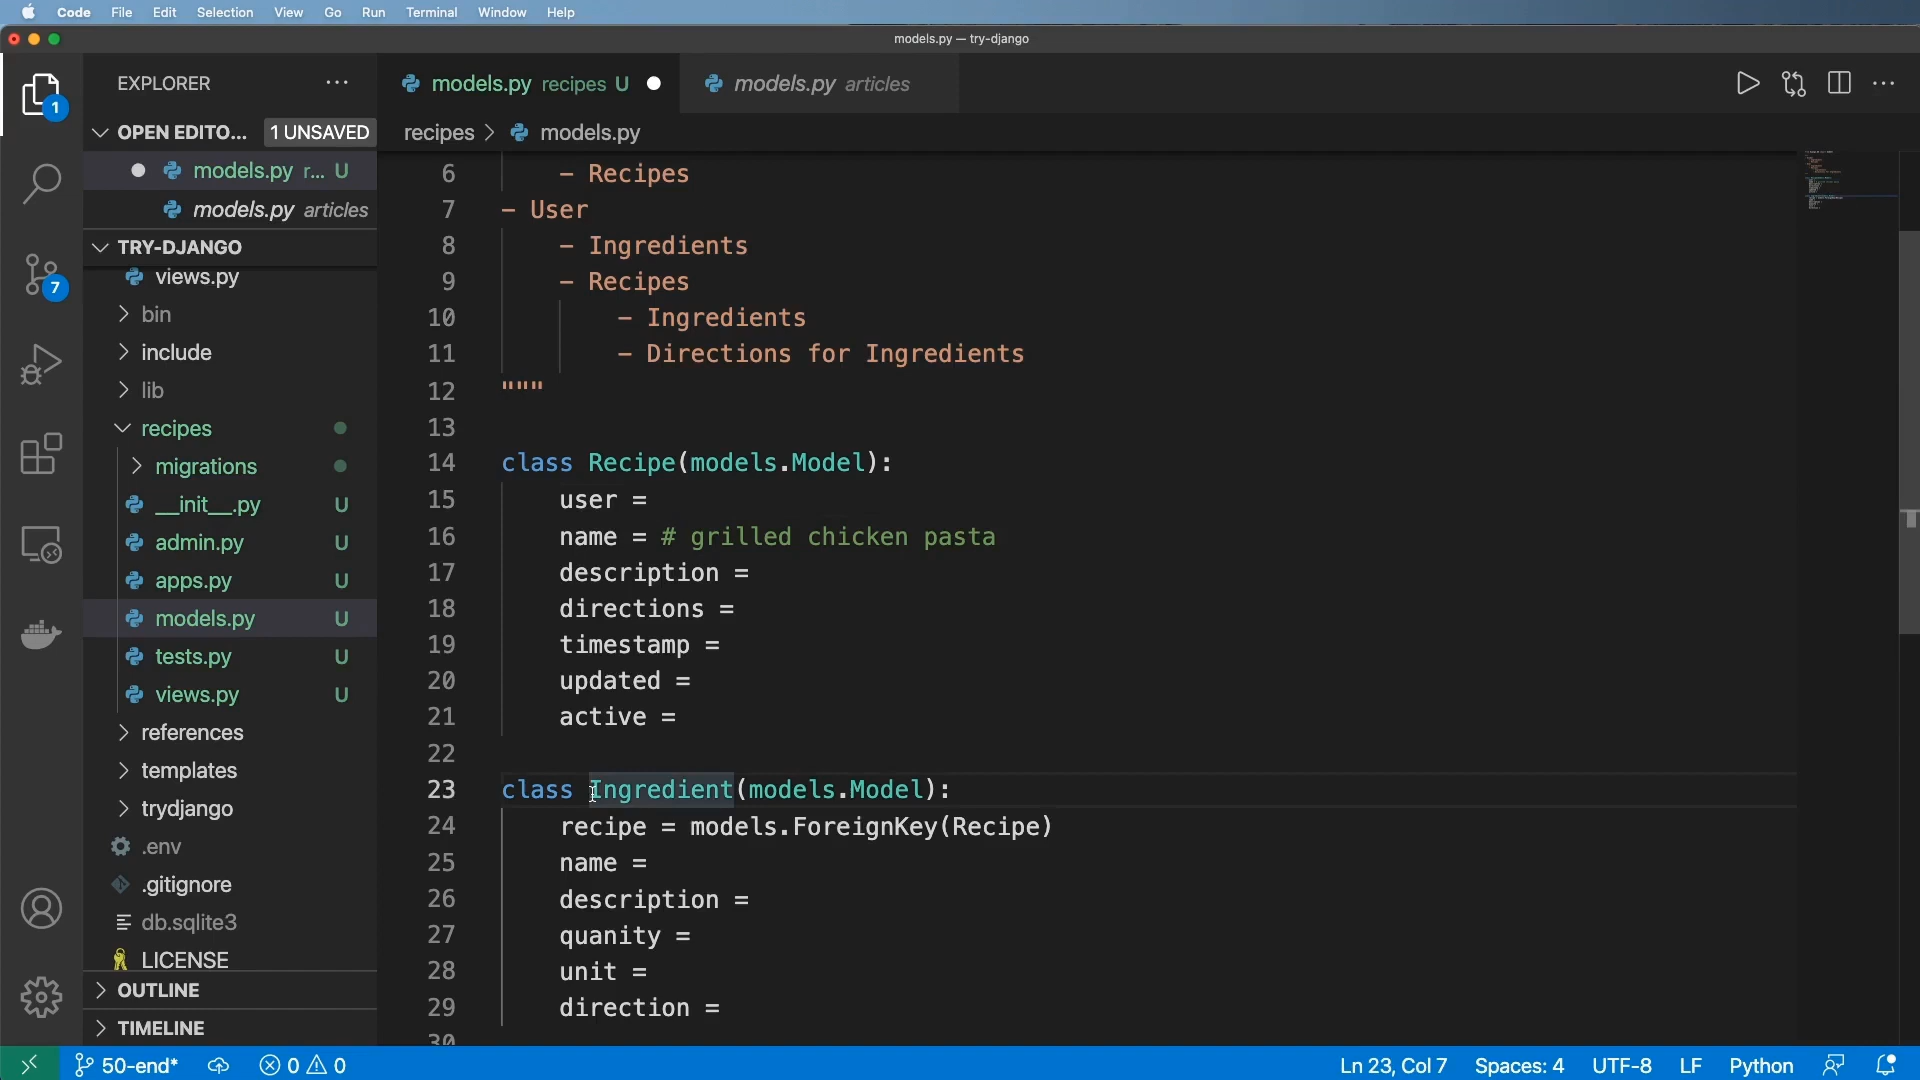 Code File Edit Selection View Go Run Terminal Window Help
models.py — try-django
EXPLORER
OPEN EDITO... 1 UNSAVED
models.py r... U
models.py articles
TRY-DJANGO
views.py
bin
include
lib
recipes
migrations
__init__.py U
admin.py U
apps.py U
models.py U
tests.py U
views.py U
references
templates
trydjango
.env
.gitignore
db.sqlite3
LICENSE
OUTLINE
TIMELINE
1
7
models.py recipes U
models.py articles
recipes > models.py
6 - Recipes
7 - User
8 - Ingredients
9 - Recipes
10 - Ingredients
11 - Directions for Ingredients
12 """
13
14 class Recipe(models.Model):
15 user =
16 name = # grilled chicken pasta
17 description =
18 directions =
19 timestamp =
20 updated =
21 active =
22
23 class Ingredient(models.Model):
24 recipe = models.ForeignKey(Recipe)
25 name =
26 description =
27 quanity =
28 unit =
29 direction =
30
50-end* 0 0 Ln 23, Col 7 Spaces: 4 UTF-8 LF Python